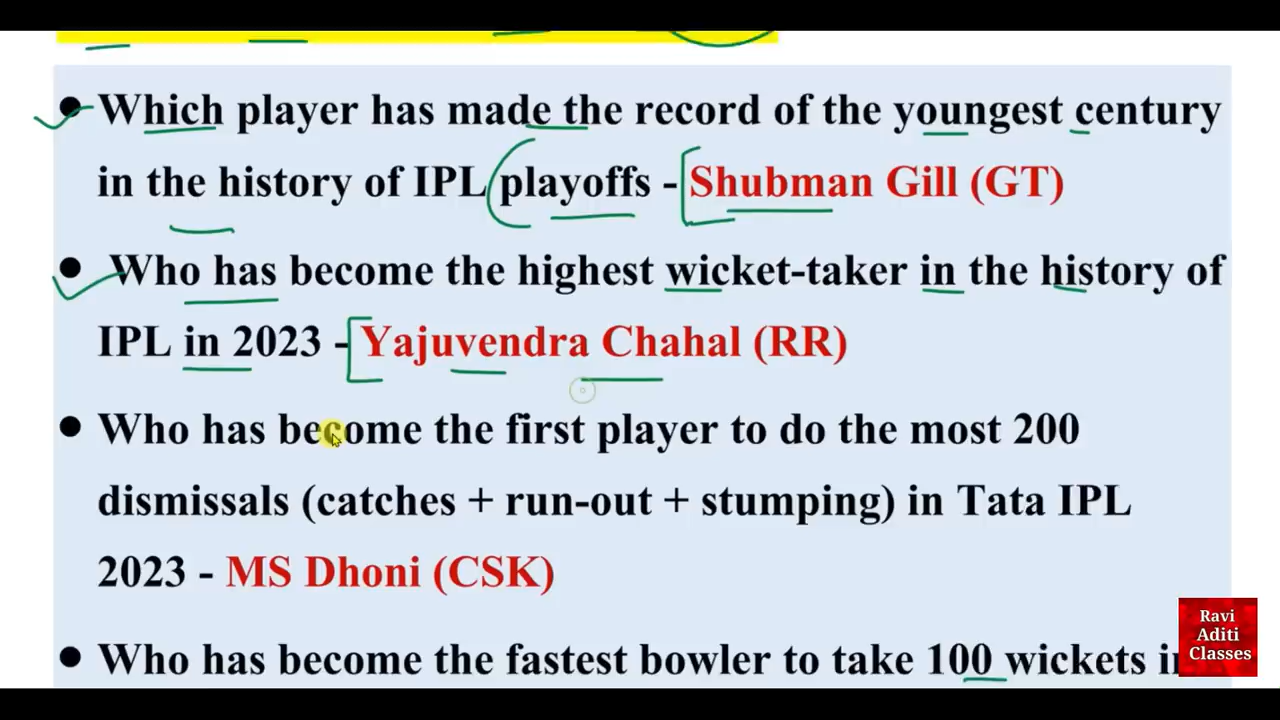 Which player has made the record of the youngest century
in the history of IPL playoffs - Shubman Gill (GT)
Who has become the highest wicket-taker in the history of
IPL in 2023 - Yajuvendra Chahal (RR)
Who has become the first player to do the most 200
dismissals (catches + run-out + stumping) in Tata IPL
2023 - MS Dhoni (CSK)
Who has become the fastest bowler to take 100 wickets in
Ravi
Aditi
Classes